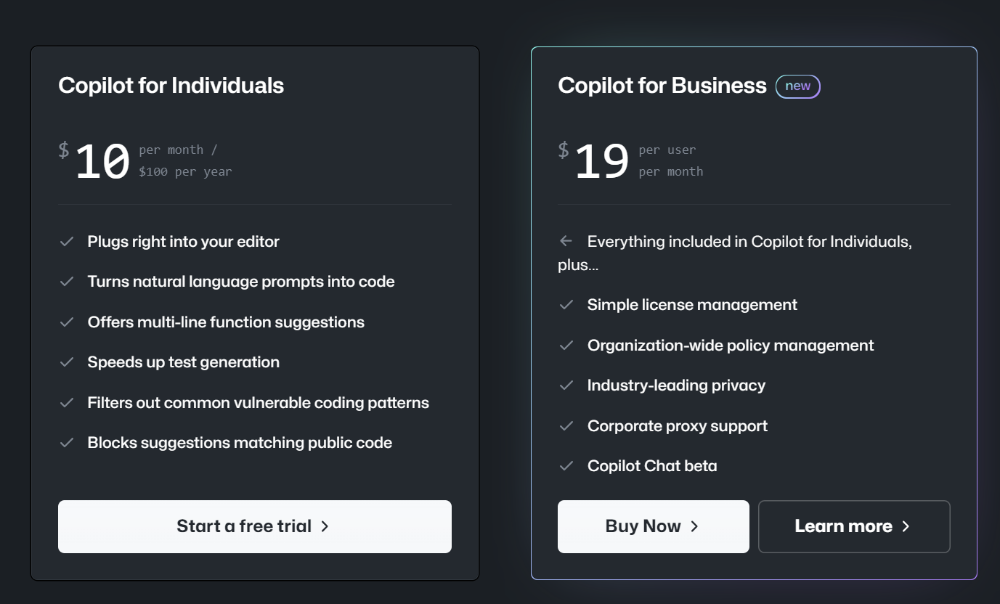 Copilot for Individuals
$10 per month /
$100 per year
Plugs right into your editor
Turns natural language prompts into code
Offers multi-line function suggestions
Speeds up test generation
Filters out common vulnerable coding patterns
Blocks suggestions matching public code
Start a free trial
Copilot for Business new
$19 per user
per month
Everything included in Copilot for Individuals,
plus...
Simple license management
Organization-wide policy management
Industry-leading privacy
Corporate proxy support
Copilot Chat beta
Buy Now
Learn more